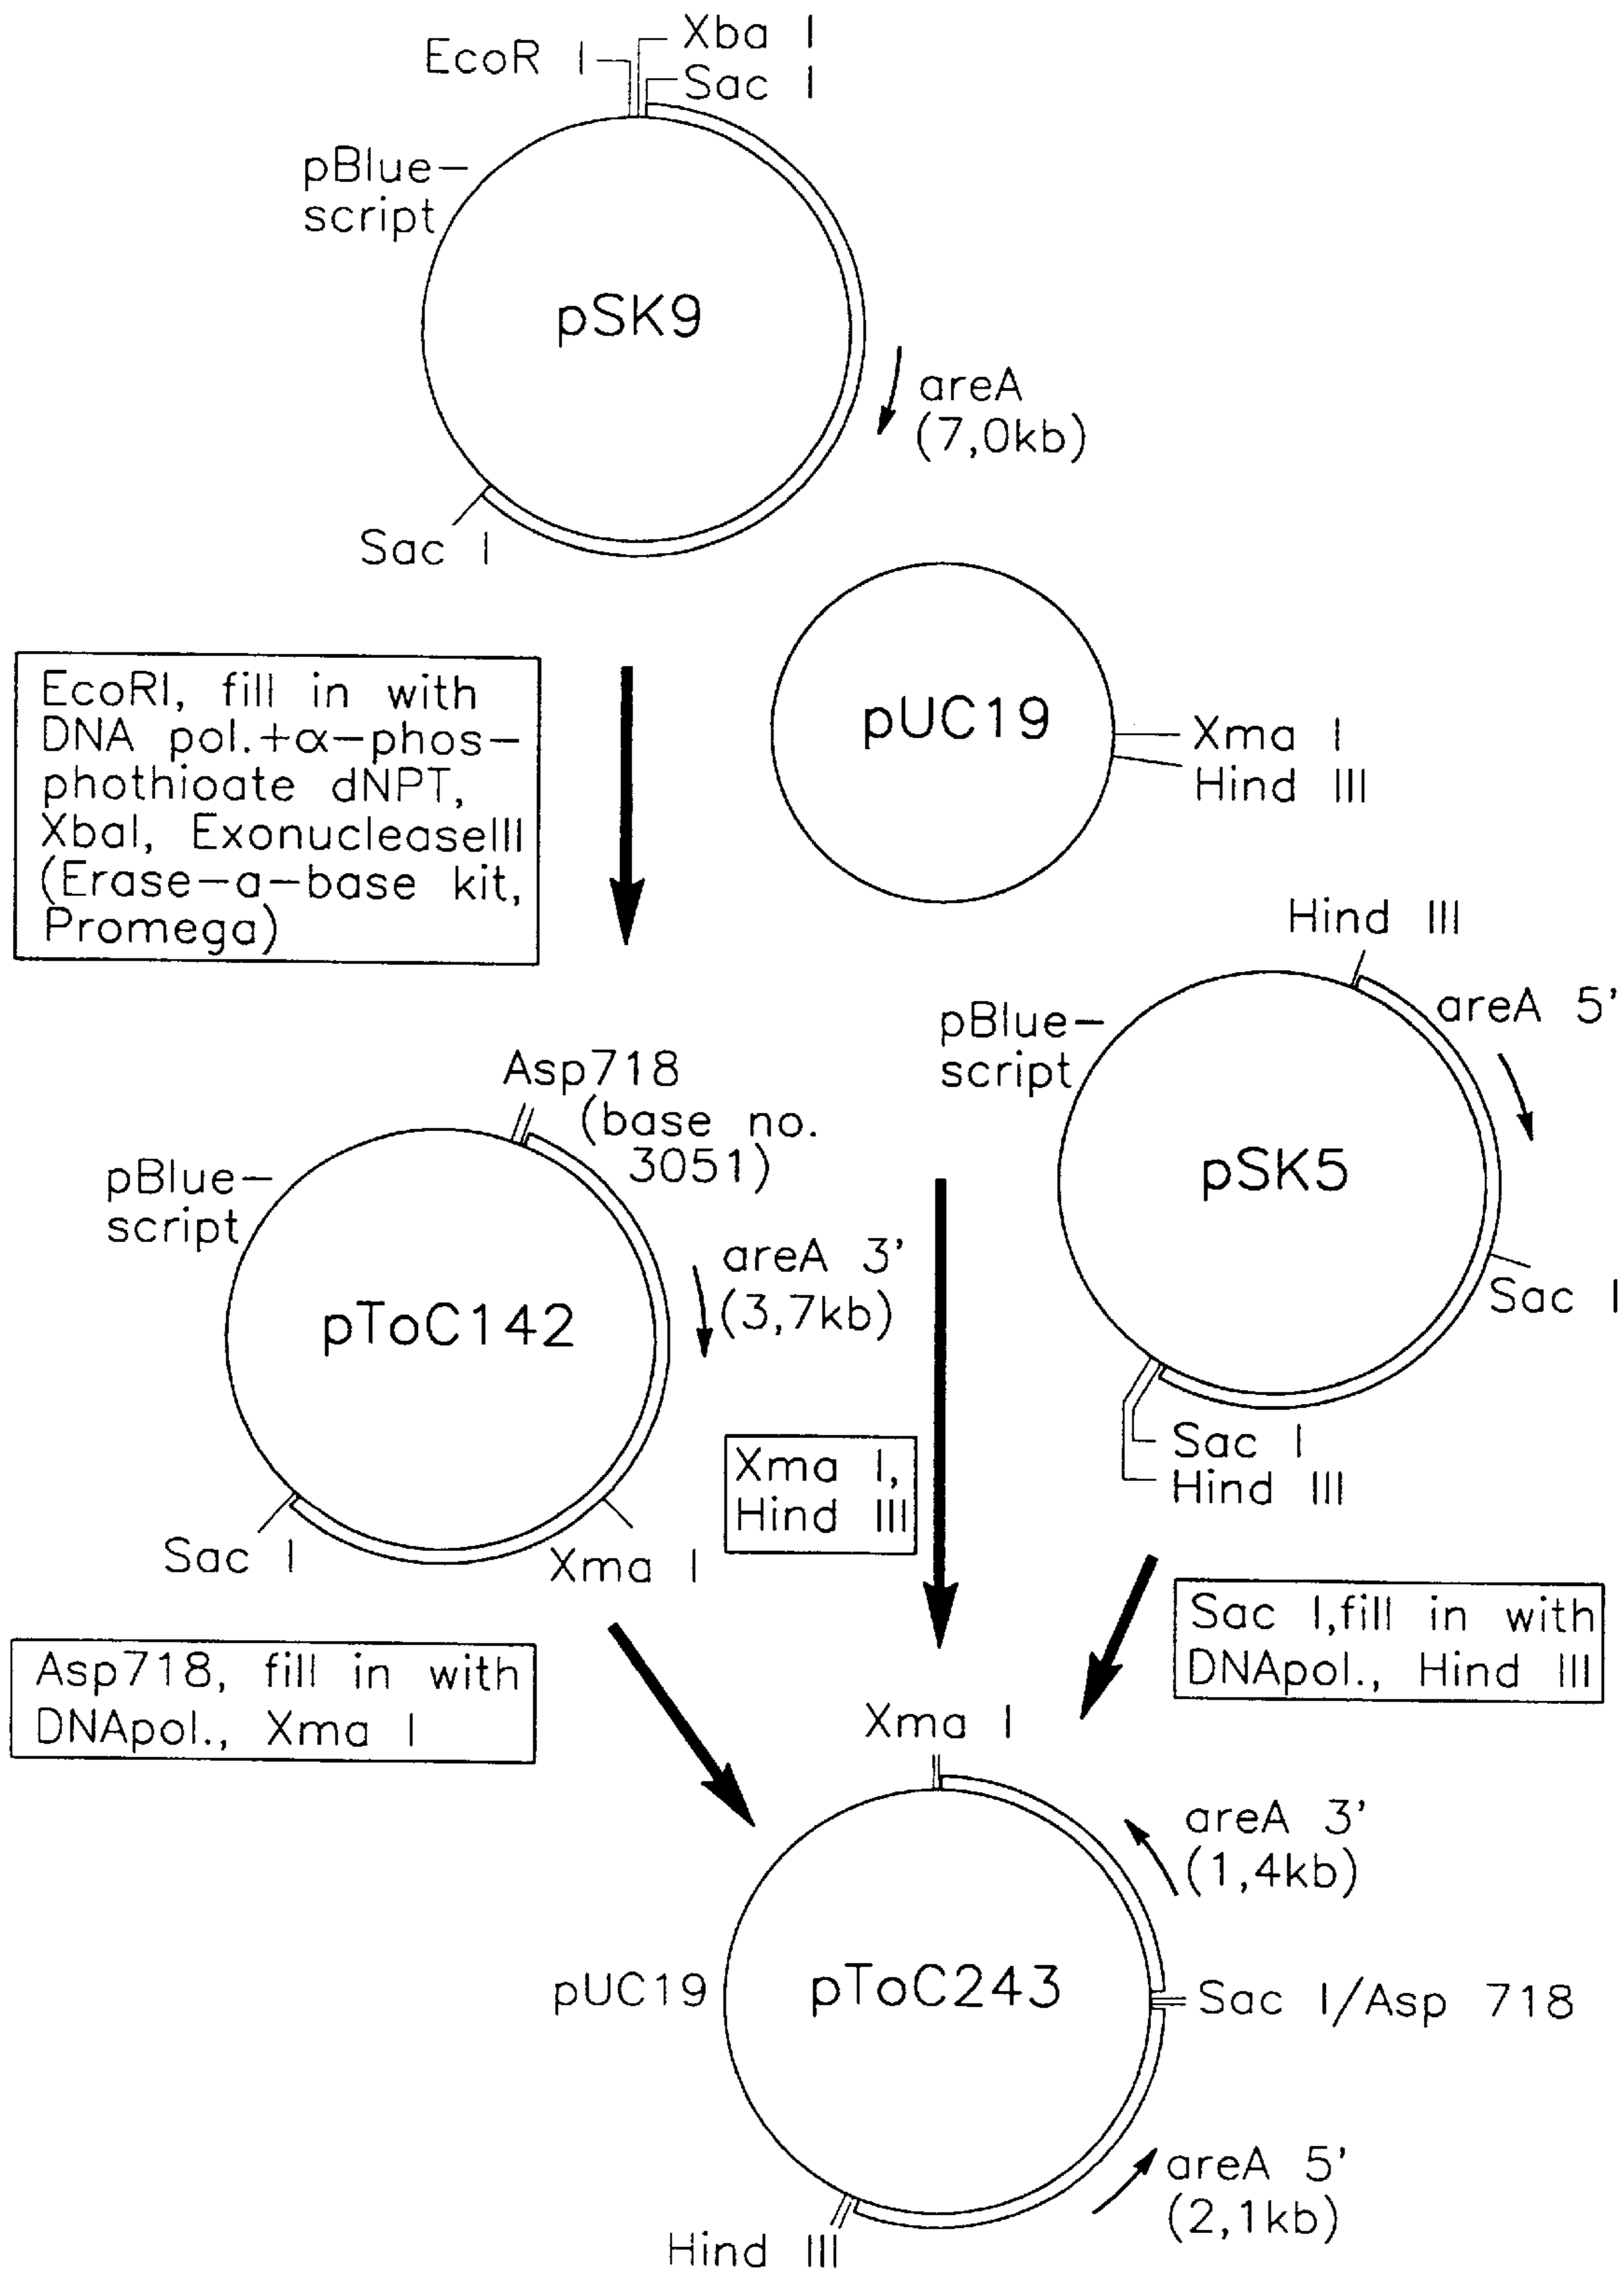 Xba I
EcoR I
Sac I
pBlue-
script
pSK9
areA
(7,0kb)
Sac I
EcoRI, fill in with
DNA pol.+α-phos-
phothioate dNPT,
XbaI, ExonucleaseIII
(Erase-a-base kit,
Promega)
pUC19
Xma I
Hind III
Hind III
areA 5'
pBlue-
script
pSK5
Sac I
Sac I
Hind III
Asp718
(base no.
3051)
pBlue-
script
areA 3'
(3,7kb)
pToC142
Sac I
Xma I
Xma I,
Hind III
Sac I,fill in with
DNApol., Hind III
Asp718, fill in with
DNApol., Xma I
Xma I
areA 3'
(1,4kb)
pUC19
pToC243
Sac I/Asp 718
areA 5'
(2,1kb)
Hind III